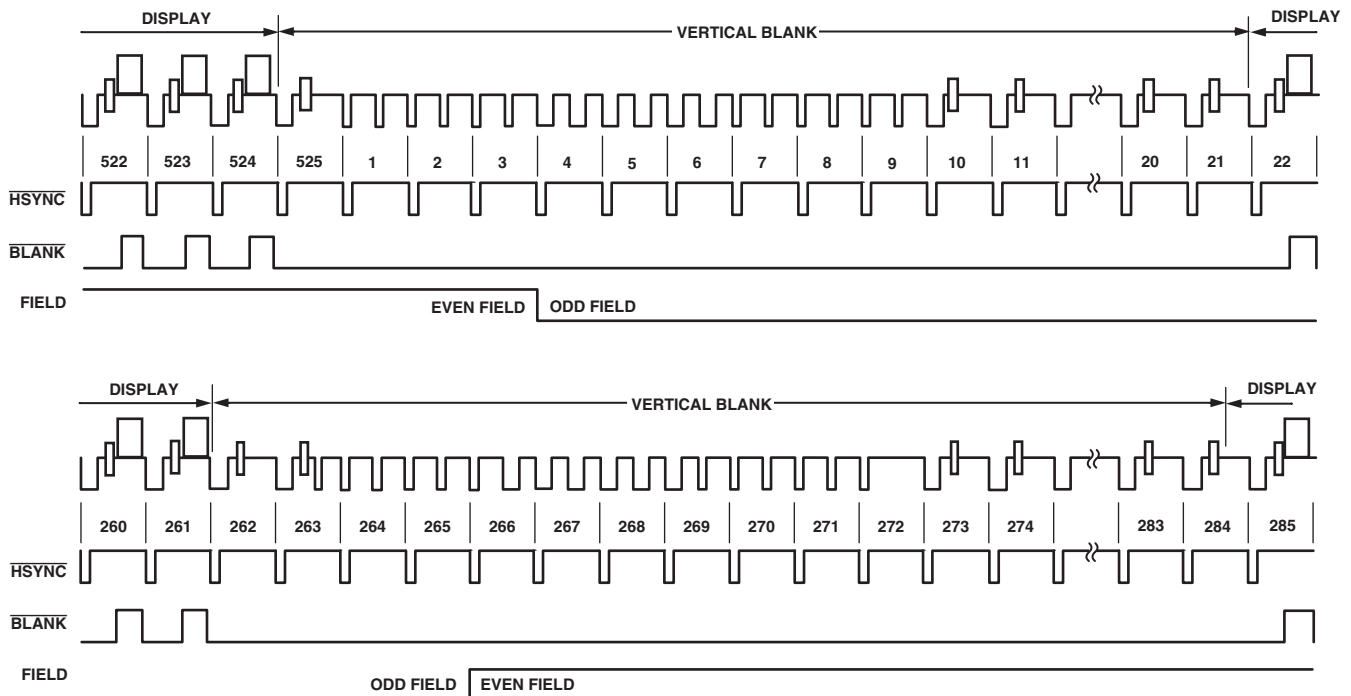 DISPLAY VERTICAL BLANK DISPLAY
522 523 524 525 1 2 3 4 5 6 7 8 9 10 11 20 21 22
HSYNC
BLANK
FIELD EVEN FIELD ODD FIELD
DISPLAY VERTICAL BLANK DISPLAY
260 261 262 263 264 265 266 267 268 269 270 271 272 273 274 283 284 285
HSYNC
BLANK
FIELD ODD FIELD EVEN FIELD